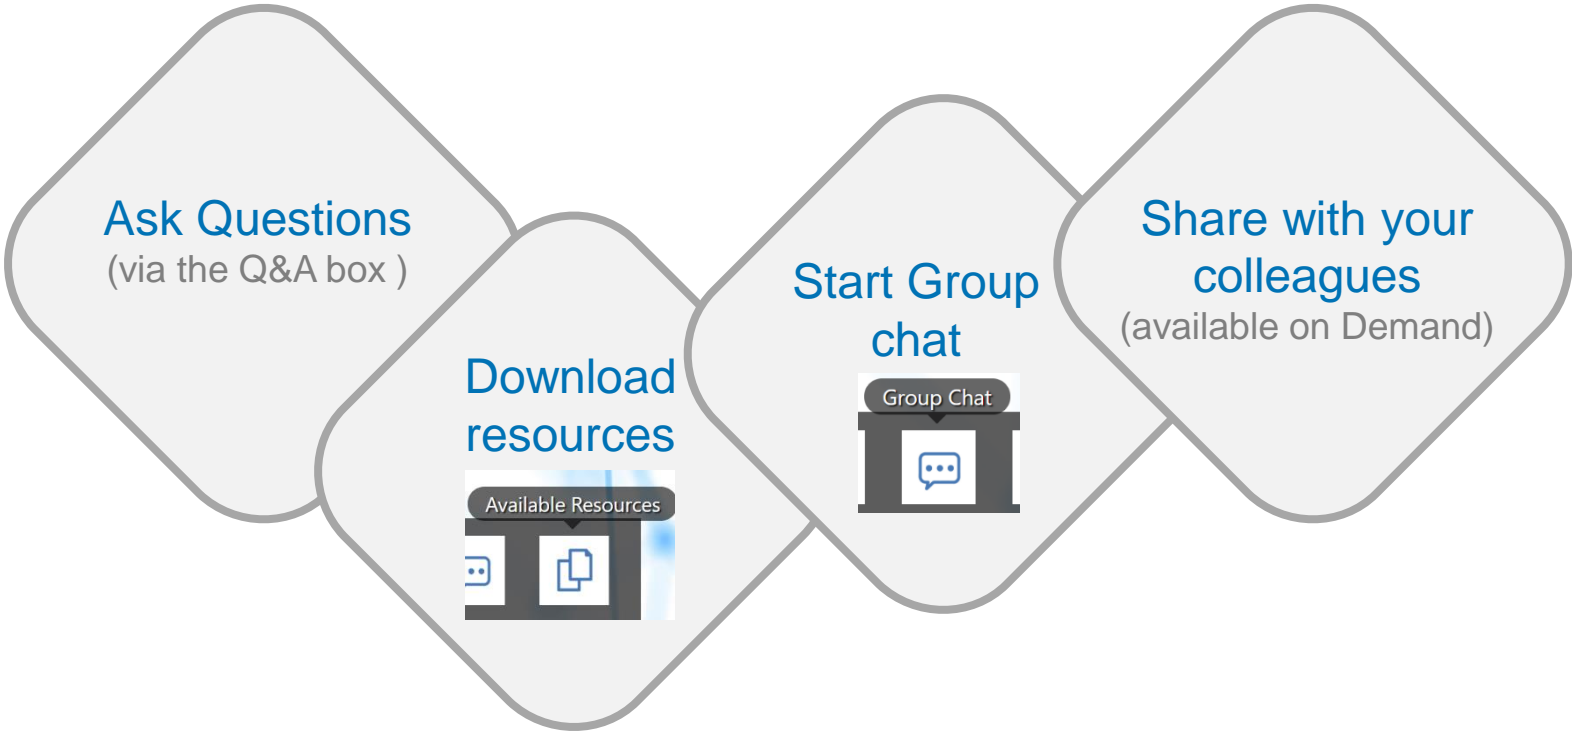 Ask Questions
(via the Q&A box )
Download
resources
Available Resources
Start Group
chat
Group Chat
Share with your
colleagues
(available on Demand)